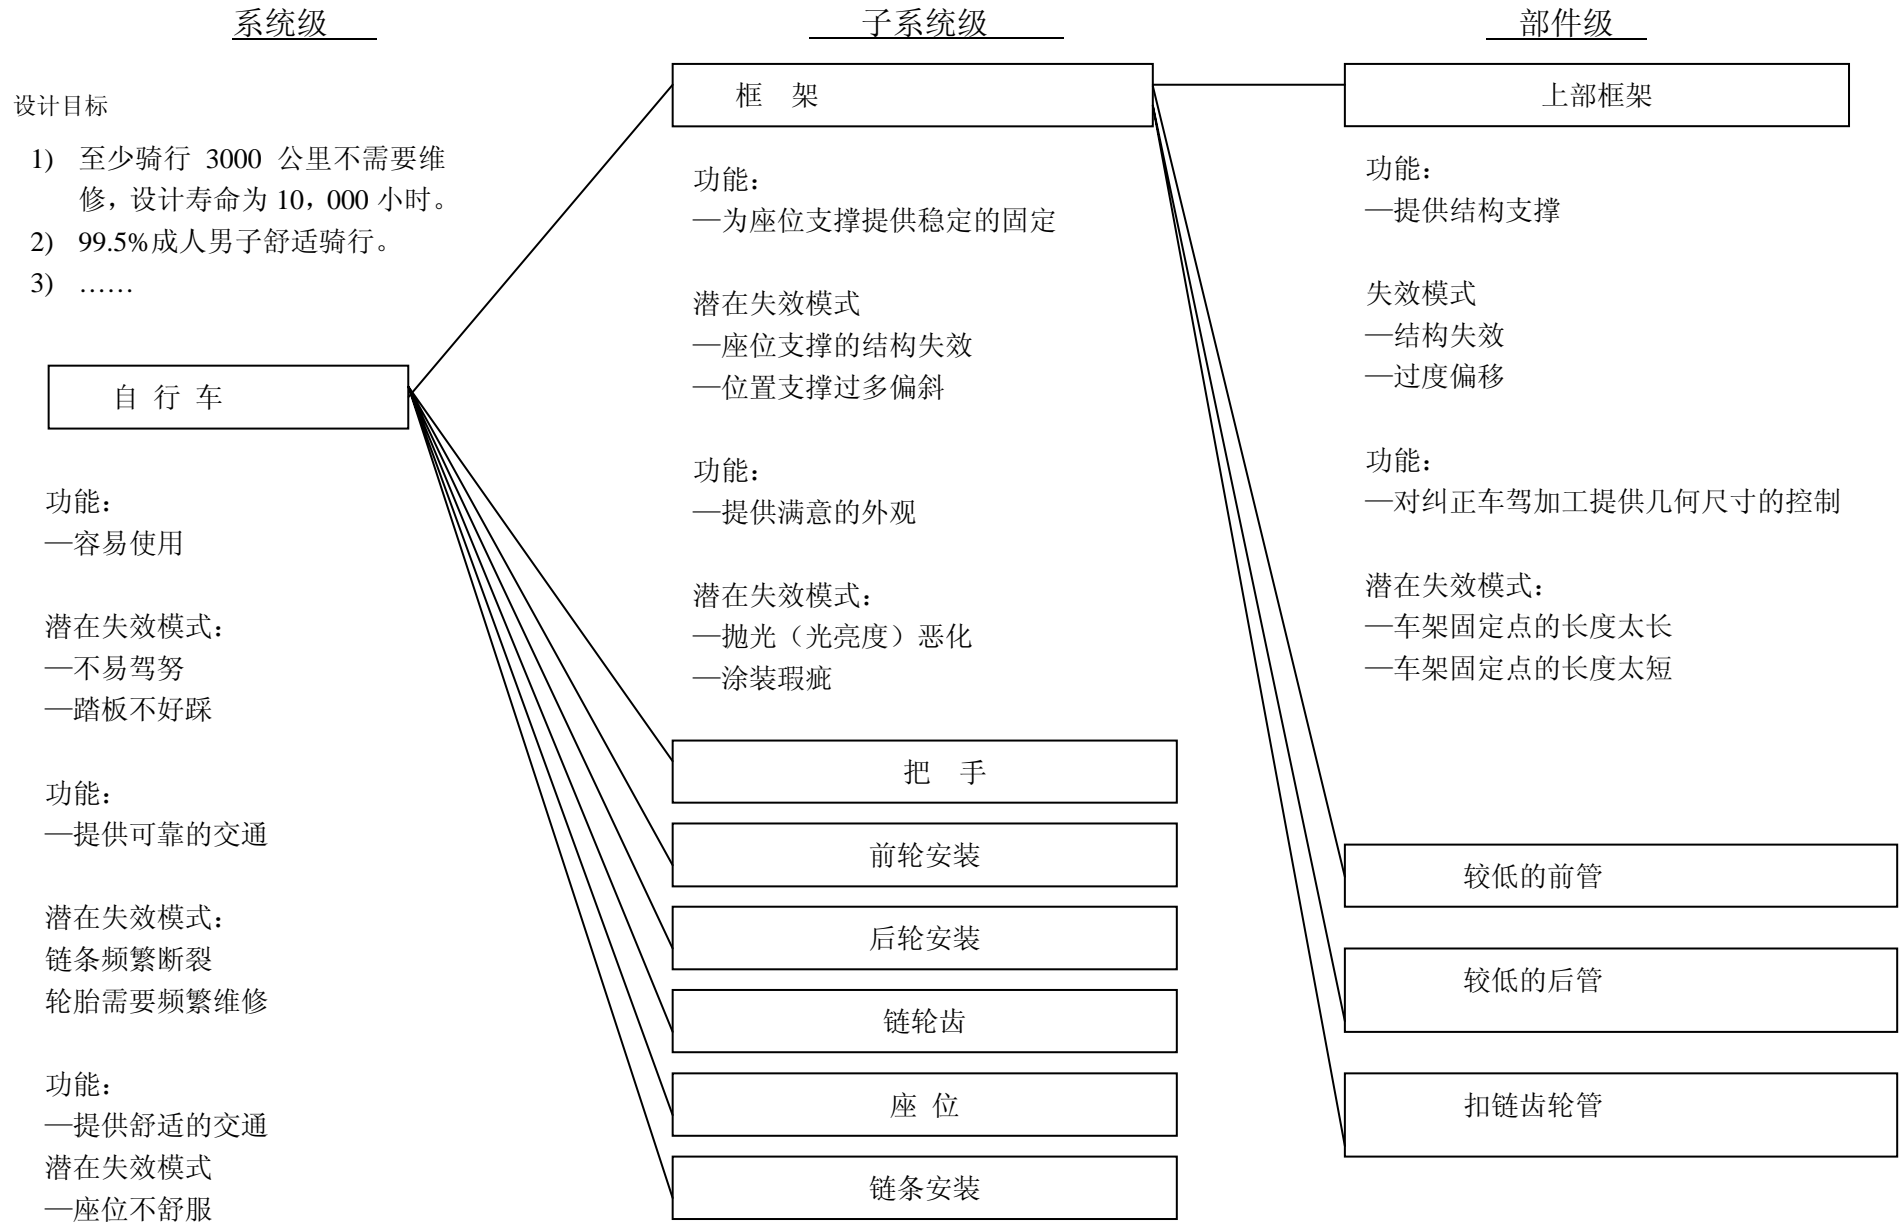 系统级
子系统级
部件级
设计目标
1) 至少骑行 3000 公里不需要维
修，设计寿命为 10，000 小时。
2) 99.5%成人男子舒适骑行。
3) ……
自 行 车
功能：
—容易使用
潜在失效模式：
—不易驾努
—踏板不好踩
功能：
—提供可靠的交通
潜在失效模式：
链条频繁断裂
轮胎需要频繁维修
功能：
—提供舒适的交通
潜在失效模式
—座位不舒服
框 架
功能：
—为座位支撑提供稳定的固定
潜在失效模式
—座位支撑的结构失效
—位置支撑过多偏斜
功能：
—提供满意的外观
潜在失效模式：
—抛光（光亮度）恶化
—涂装瑕疵
把 手
前轮安装
后轮安装
链轮齿
座 位
链条安装
上部框架
功能：
—提供结构支撑
失效模式
—结构失效
—过度偏移
功能：
—对纠正车驾加工提供几何尺寸的控制
潜在失效模式：
—车架固定点的长度太长
—车架固定点的长度太短
较低的前管
较低的后管
扣链齿轮管